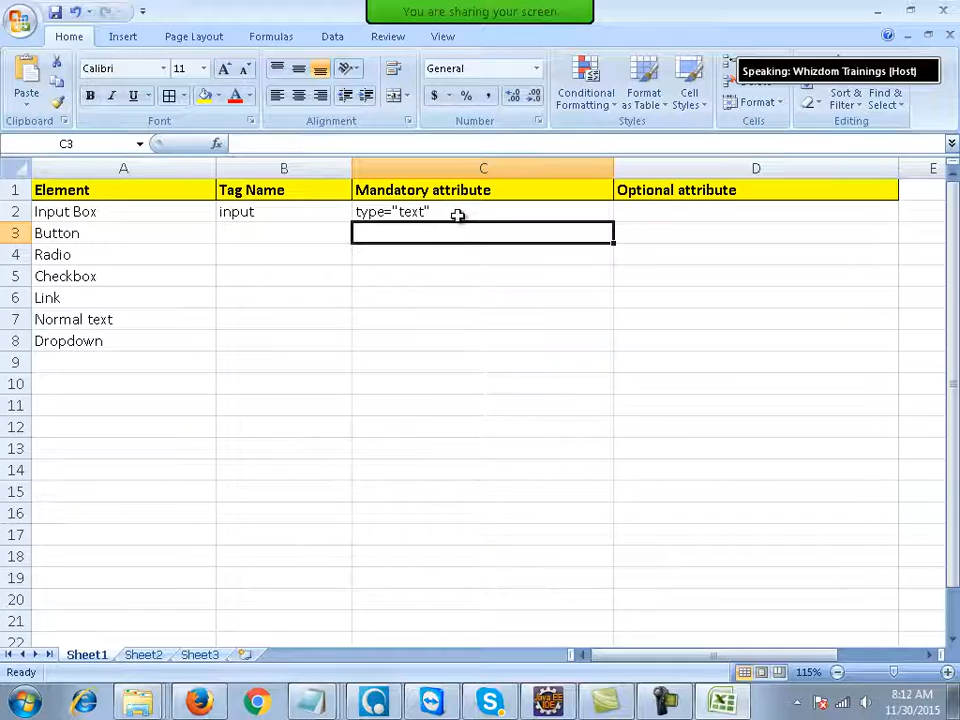 You are sharing your screen
Home Insert Page Layout Formulas Data Review View
Speaking: Whizdom Trainings (Host)
Calibri 11 General
Paste
B I U
$ % ,
Conditional Formatting
Format as Table
Cell Styles
Format
Sort & Filter
Find & Select
Clipboard Font Alignment Number Styles Cells Editing
C3 fx
A B C D E
1 Element Tag Name Mandatory attribute Optional attribute
2 Input Box input type="text"
3 Button
4 Radio
5 Checkbox
6 Link
7 Normal text
8 Dropdown
9
10
11
12
13
14
15
16
17
18
19
20
21
22
Sheet1 Sheet2 Sheet3
Ready 115%
8:12 AM
11/30/2015